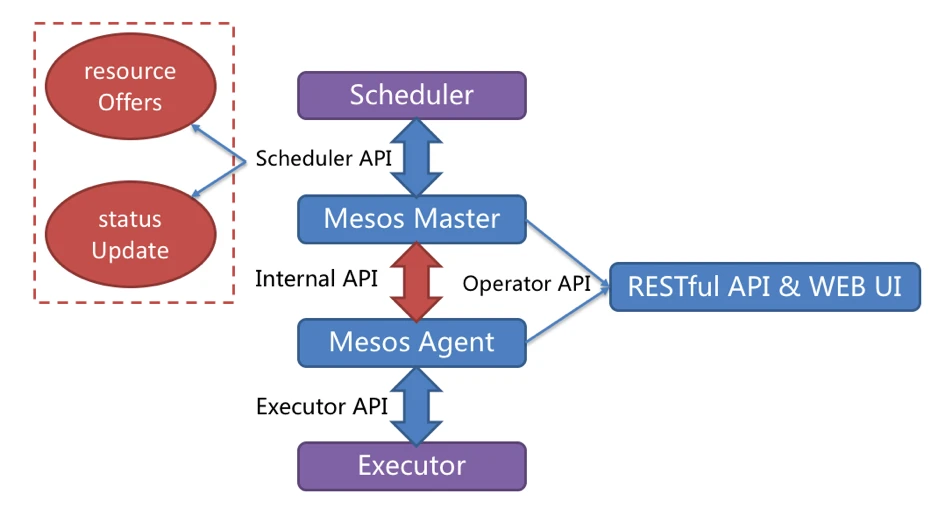 resource
Offers
status
Update
Scheduler
Scheduler API
Mesos Master
Internal API
Operator API
RESTful API & WEB UI
Mesos Agent
Executor API
Executor